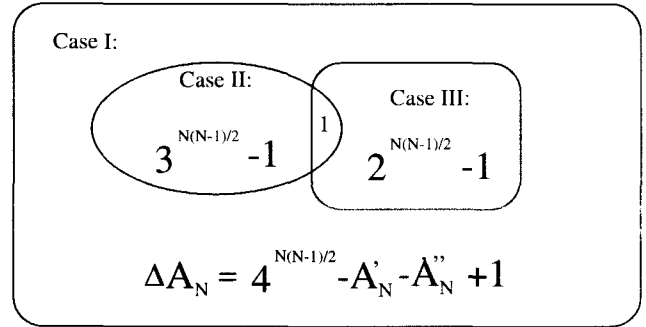 Case I:
Case II:
Case III:
1
3^{N(N-1)/2} -1
2^{N(N-1)/2} -1
ΔA_N = 4^{N(N-1)/2} -A'_N -A''_N +1